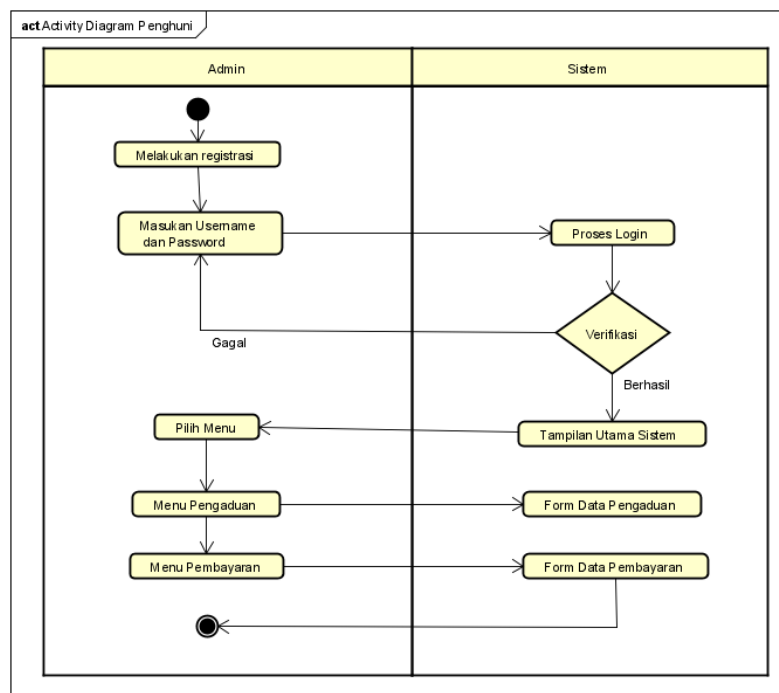 act Activity Diagram Penghuni
Admin
Sistem
Melakukan registrasi
Masukan Username
dan Password
Proses Login
Verifikasi
Gagal
Berhasil
Pilih Menu
Tampilan Utama Sistem
Menu Pengaduan
Form Data Pengaduan
Menu Pembayaran
Form Data Pembayaran